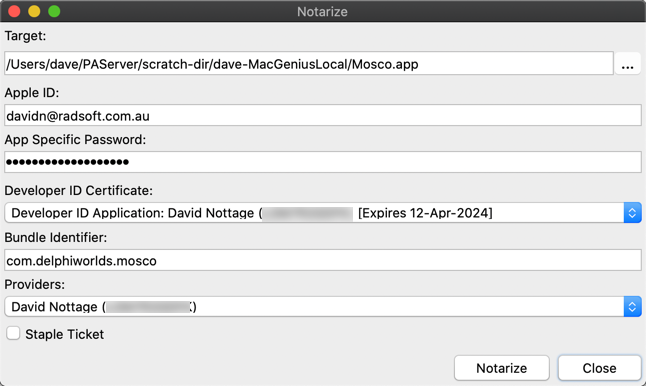 Notarize
Target:
/Users/dave/PAServer/scratch-dir/dave-MacGeniusLocal/Mosco.app
...
Apple ID:
davidn@radsoft.com.au
App Specific Password:
•••••••••••••••••••
Developer ID Certificate:
Developer ID Application: David Nottage ( [Expires 12-Apr-2024]
Bundle Identifier:
com.delphiworlds.mosco
Providers:
David Nottage ( )
Staple Ticket
Notarize Close